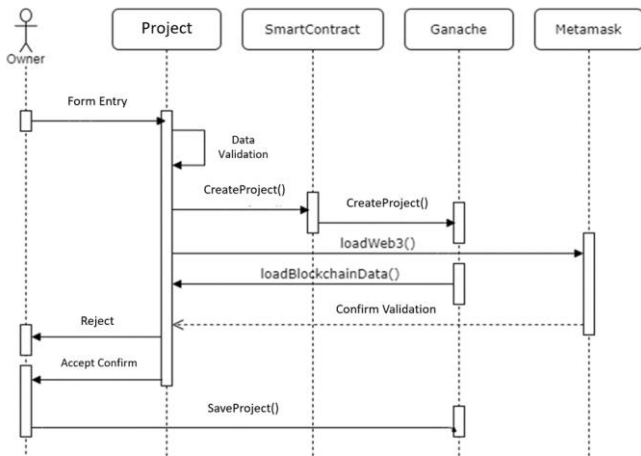 Project
SmartContract
Ganache
Metamask
Owner
Form Entry
Data
Validation
CreateProject()
CreateProject()
loadWeb3()
loadBlockchainData()
Confirm Validation
Reject
Accept Confirm
SaveProject()